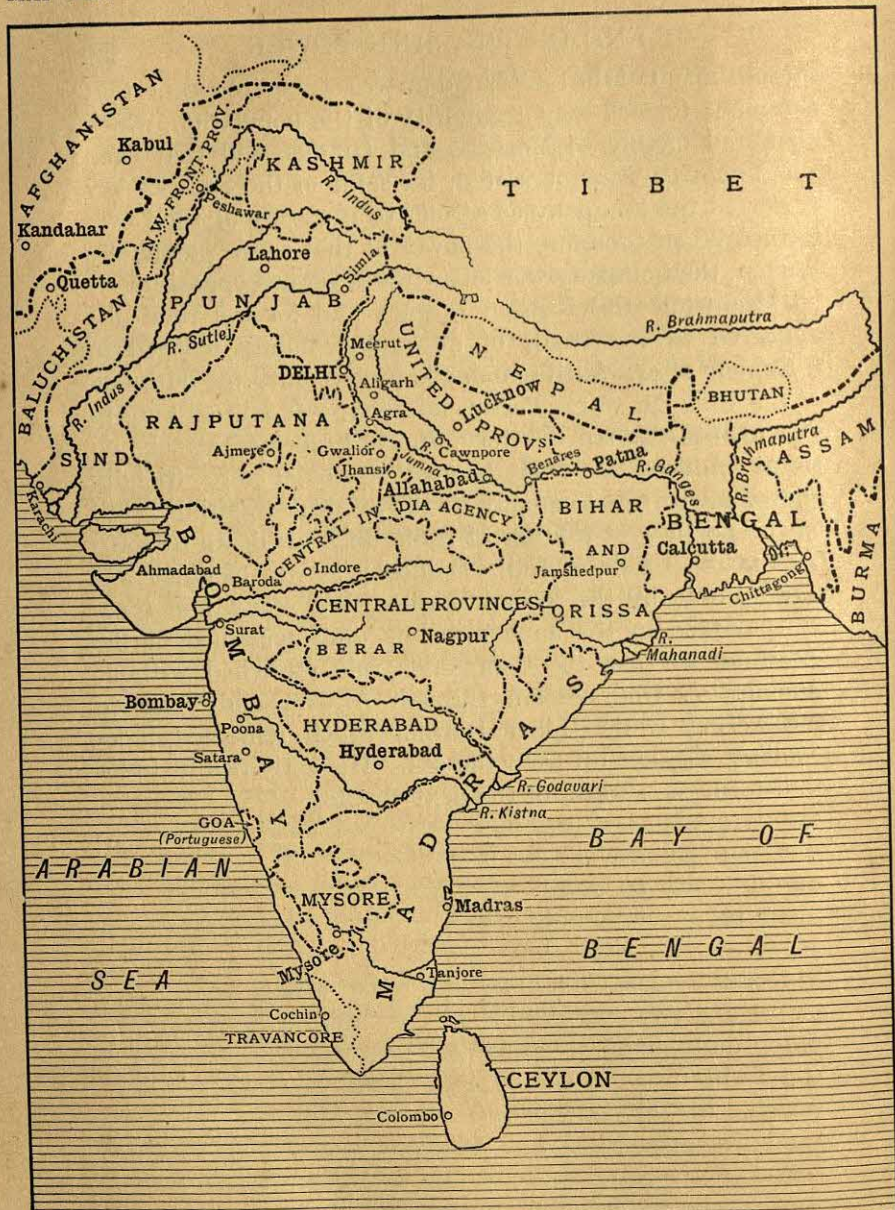 AFGHANISTAN
Kabul
N.W. FRONT. PROV.
KASHMIR
R. Indus
T I B E T
Peshawar
Kandahar
Quetta
Lahore
Simla
PUNJAB
BALUCHISTAN
R. Sutlej
R. Indus
R. Brahmaputra
NEPAL
BHUTAN
UNITED
PROVS.
Meerut
DELHI
Aligarh
Agra
Lucknow
Cawnpore
RAJPUTANA
Ajmere
Gwalior
Jhansi
R. Jumna
Allahabad
Benares
Patna
R. Ganges
R. Brahmaputra
ASSAM
SIND
Karachi
CENTRAL INDIA AGENCY
BIHAR
AND
ORISSA
Jamshedpur
BENGAL
Calcutta
Chittagong
BURMA
BOMBAY
Ahmadabad
Baroda
Indore
CENTRAL PROVINCES
Surat
BERAR
Nagpur
R.
Mahanadi
Bombay
Poona
Satara
HYDERABAD
Hyderabad
R. Godavari
R. Kistna
MADRAS
GOA
(Portuguese)
ARABIAN
SEA
BAY OF
BENGAL
MYSORE
Mysore
Madras
Tanjore
Cochin
TRAVANCORE
CEYLON
Colombo